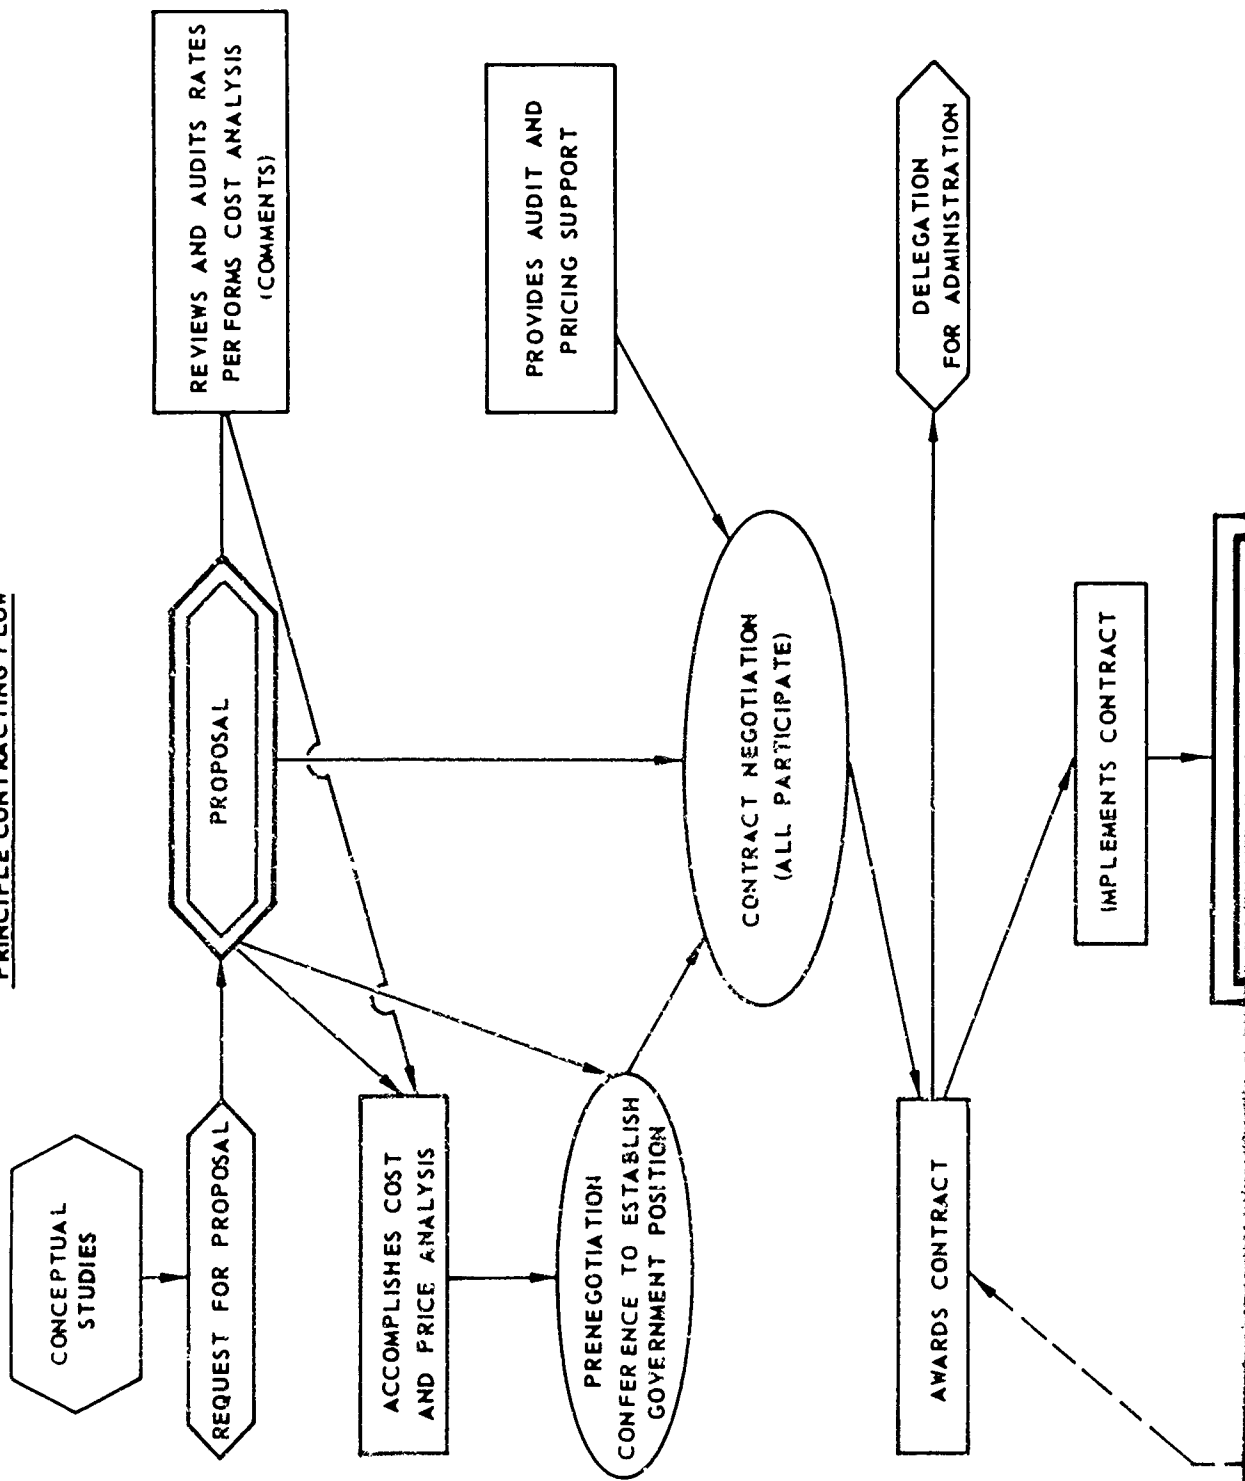 PRINCIPLE CONTRACTING FLOW
CONCEPTUAL
STUDIES
REQUEST FOR PROPOSAL
PROPOSAL
REVIEWS AND AUDITS RATES
PERFORMS COST ANALYSIS
(COMMENTS)
ACCOMPLISHES COST
AND PRICE ANALYSIS
PROVIDES AUDIT AND
PRICING SUPPORT
PRENEGOTIATION
CONFERENCE TO ESTABLISH
GOVERNMENT POSITION
CONTRACT NEGOTIATION
(ALL PARTICIPATE)
AWARDS CONTRACT
DELEGATION
FOR ADMINISTRATION
IMPLEMENTS CONTRACT